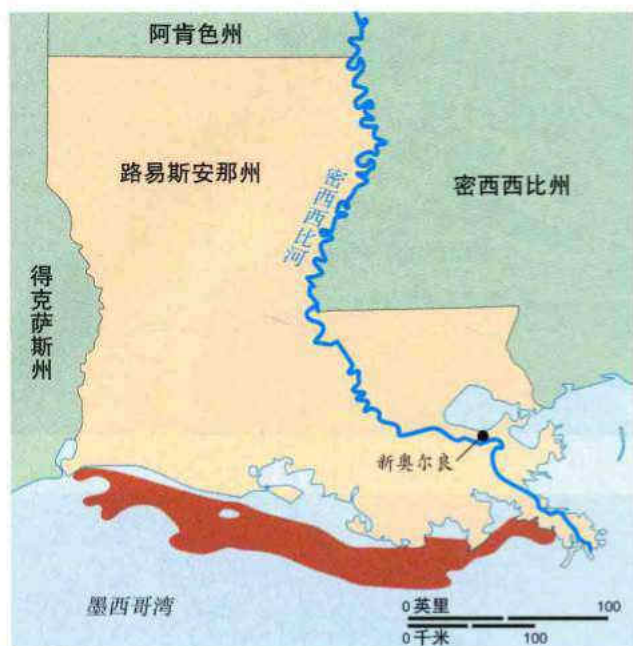 阿肯色州
路易斯安那州
密西西比河
密西西比州
得克萨斯州
新奥尔良
墨西哥湾
0 英里 100
0 千米 100